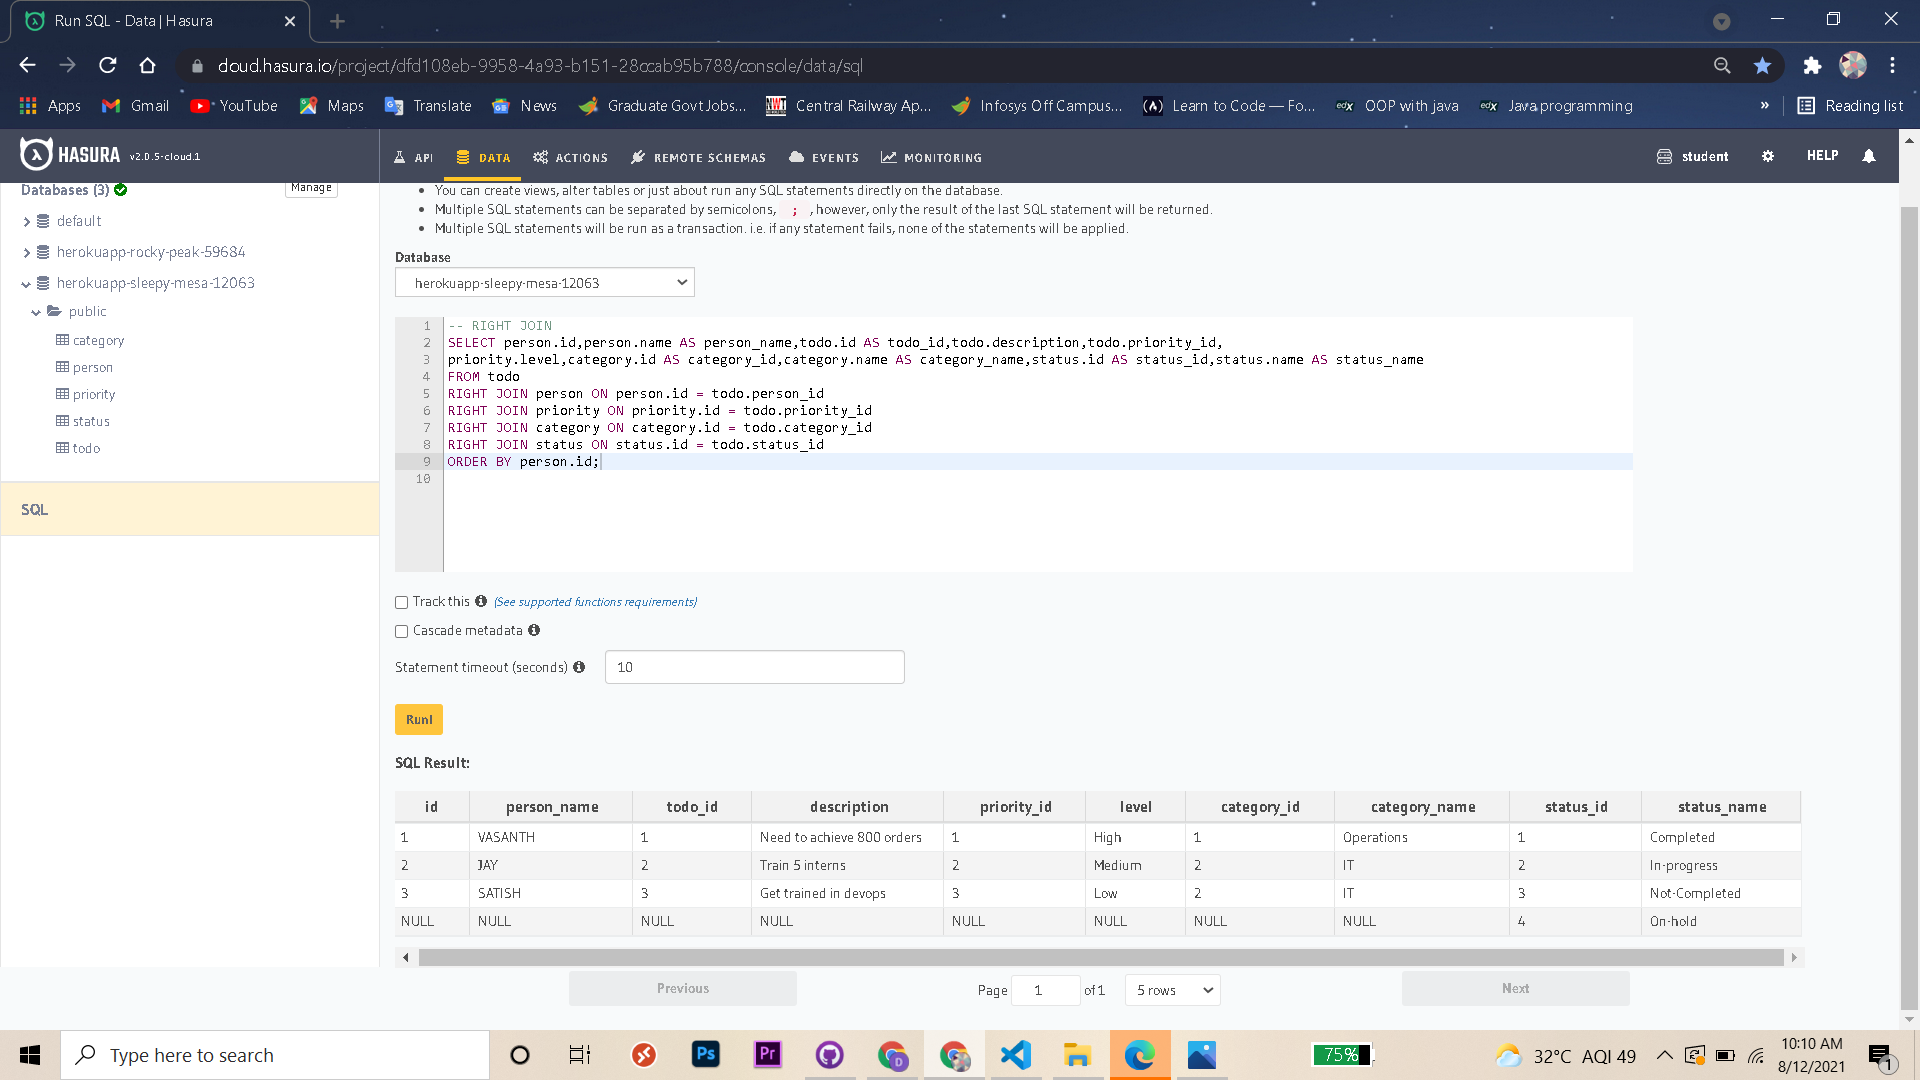 Run SQL - Data | Hasura
cloud.hasura.io/project/dfd108eb-9958-4a93-b151-28ccab95b788/console/data/sql
Apps Gmail YouTube Maps Translate News Graduate Govt Jobs... Central Railway Ap... Infosys Off Campus... Learn to Code — Fo... OOP with java Java programming » Reading list
HASURA v2.0.5-cloud.1 API DATA ACTIONS REMOTE SCHEMAS EVENTS MONITORING student HELP
Databases (3) Manage
default
herokuapp-rocky-peak-59684
herokuapp-sleepy-mesa-12063
public
category
person
priority
status
todo
SQL
You can create views, alter tables or just about run any SQL statements directly on the database.
Multiple SQL statements can be separated by semicolons, ; , however, only the result of the last SQL statement will be returned.
Multiple SQL statements will be run as a transaction. i.e. if any statement fails, none of the statements will be applied.
Database
herokuapp-sleepy-mesa-12063
1 -- RIGHT JOIN
2 SELECT person.id,person.name AS person_name,todo.id AS todo_id,todo.description,todo.priority_id,
3 priority.level,category.id AS category_id,category.name AS category_name,status.id AS status_id,status.name AS status_name
4 FROM todo
5 RIGHT JOIN person ON person.id = todo.person_id
6 RIGHT JOIN priority ON priority.id = todo.priority_id
7 RIGHT JOIN category ON category.id = todo.category_id
8 RIGHT JOIN status ON status.id = todo.status_id
9 ORDER BY person.id;
10
Track this (See supported functions requirements)
Cascade metadata
Statement timeout (seconds) 10
Run!
SQL Result:
id person_name todo_id description priority_id level category_id category_name status_id status_name
1 VASANTH 1 Need to achieve 800 orders 1 High 1 Operations 1 Completed
2 JAY 2 Train 5 interns 2 Medium 2 IT 2 In-progress
3 SATISH 3 Get trained in devops 3 Low 2 IT 3 Not-Completed
NULL NULL NULL NULL NULL NULL NULL NULL 4 On-hold
Previous Page 1 of 1 5 rows Next
Type here to search Ps Pr D 75% 32°C AQI 49 10:10 AM
8/12/2021 1